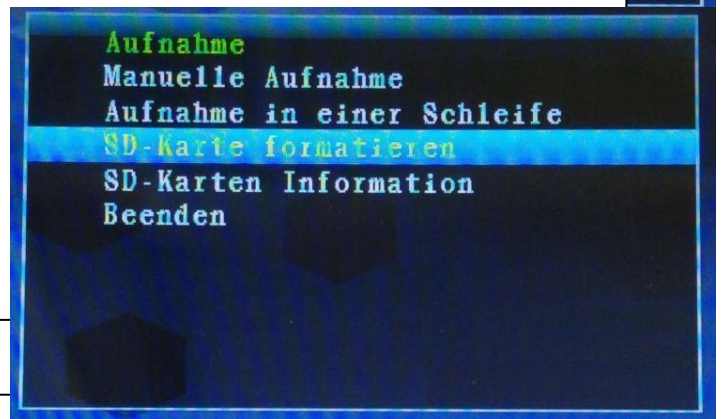 Aufnahme
Manuelle Aufnahme
Aufnahme in einer Schleife
SD-Karte formatieren
SD-Karten Information
Beenden